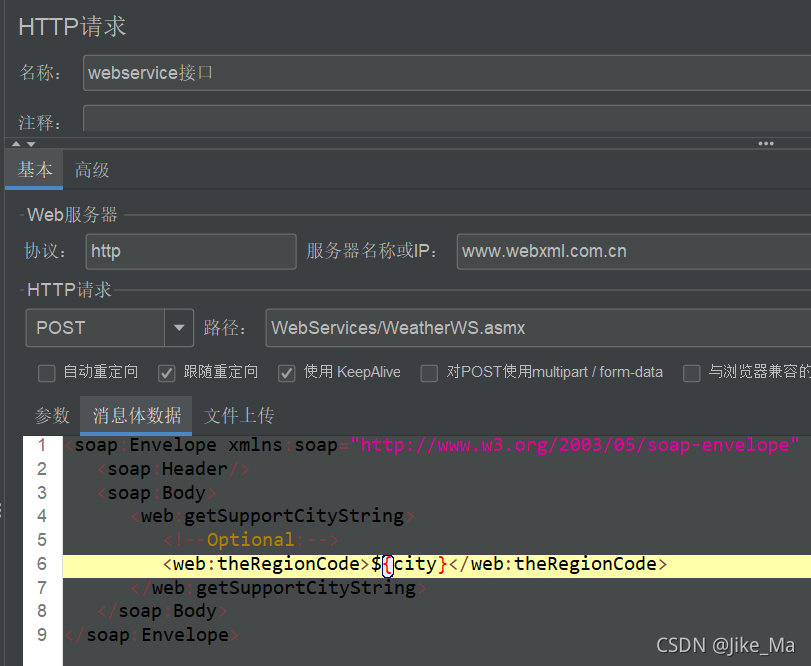 HTTP请求
名称： webservice接口
注释：
基本 高级
Web服务器
协议： http 服务器名称或IP： www.webxml.com.cn
HTTP请求
POST 路径： WebServices/WeatherWS.asmx
自动重定向 跟随重定向 使用 KeepAlive 对POST使用multipart / form-data 与浏览器兼容的
参数 消息体数据 文件上传
1 <soap:Envelope xmlns:soap="http://www.w3.org/2003/05/soap-envelope"
2 <soap:Header/>
3 <soap:Body>
4 <web:getSupportCityString>
5 <!--Optional:-->
6 <web:theRegionCode>${city}</web:theRegionCode>
7 </web:getSupportCityString>
8 </soap:Body>
9 </soap:Envelope>
CSDN @Jike_Ma